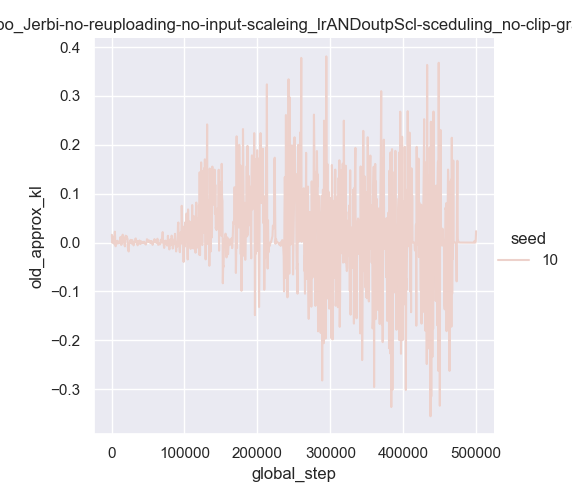 oo_Jerbi-no-reuploading-no-input-scaleing_lrANDoutpScl-sceduling_no-clip-gr
0.4
0.3
0.2
0.1
0.0
−0.1
−0.2
−0.3
old_approx_kl
seed
10
0 100000 200000 300000 400000 500000
global_step